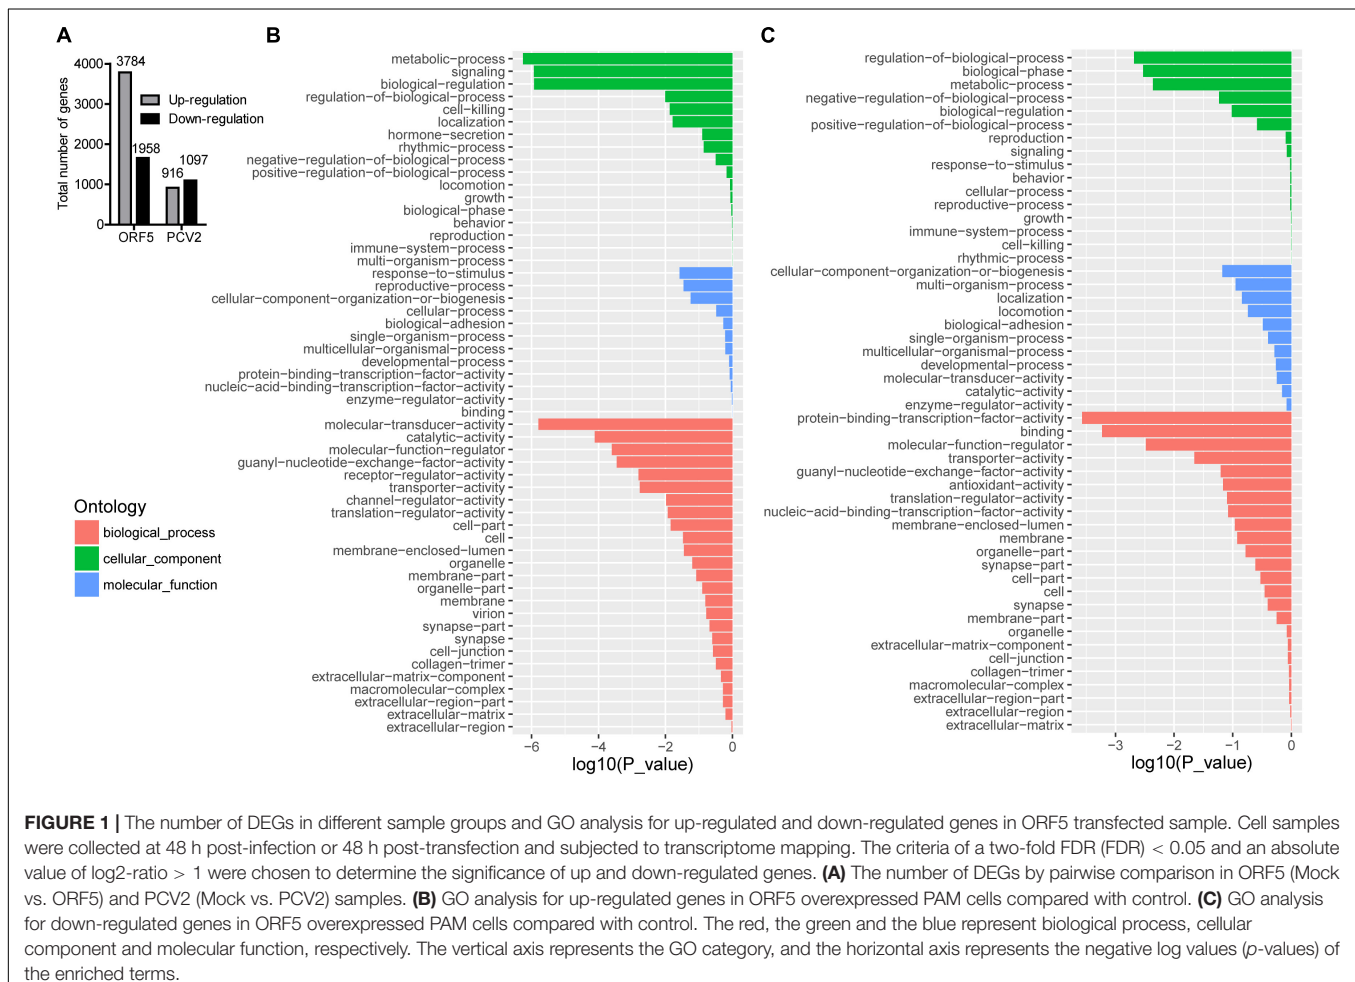 A
B
C
3784
4000
3000
2000
1000
0
Total number of genes
Up-regulation
Down-regulation
1958
916
1097
ORF5
PCV2
metabolic-process
signaling
biological-regulation
regulation-of-biological-process
cell-killing
localization
hormone-secretion
rhythmic-process
negative-regulation-of-biological-process
positive-regulation-of-biological-process
locomotion
growth
biological-phase
behavior
reproduction
immune-system-process
multi-organism-process
response-to-stimulus
reproductive-process
cellular-component-organization-or-biogenesis
cellular-process
biological-adhesion
single-organism-process
multicellular-organismal-process
developmental-process
protein-binding-transcription-factor-activity
nucleic-acid-binding-transcription-factor-activity
enzyme-regulator-activity
binding
molecular-transducer-activity
catalytic-activity
molecular-function-regulator
guanyl-nucleotide-exchange-factor-activity
receptor-regulator-activity
transporter-activity
channel-regulator-activity
translation-regulator-activity
cell-part
cell
membrane-enclosed-lumen
organelle
membrane-part
organelle-part
membrane
virion
synapse-part
synapse
cell-junction
collagen-trimer
extracellular-matrix-component
macromolecular-complex
extracellular-region-part
extracellular-matrix
extracellular-region
−6 −4 −2 0
log10(P_value)
regulation-of-biological-process
biological-phase
metabolic-process
negative-regulation-of-biological-process
biological-regulation
positive-regulation-of-biological-process
reproduction
signaling
response-to-stimulus
behavior
cellular-process
reproductive-process
growth
immune-system-process
cell-killing
rhythmic-process
cellular-component-organization-or-biogenesis
multi-organism-process
localization
locomotion
biological-adhesion
single-organism-process
multicellular-organismal-process
developmental-process
molecular-transducer-activity
catalytic-activity
enzyme-regulator-activity
protein-binding-transcription-factor-activity
binding
molecular-function-regulator
transporter-activity
guanyl-nucleotide-exchange-factor-activity
antioxidant-activity
translation-regulator-activity
nucleic-acid-binding-transcription-factor-activity
membrane-enclosed-lumen
membrane
organelle-part
synapse-part
cell-part
cell
synapse
membrane-part
organelle
extracellular-matrix-component
cell-junction
collagen-trimer
macromolecular-complex
extracellular-region-part
extracellular-region
extracellular-matrix
−3 −2 −1 0
log10(P_value)
Ontology
biological_process
cellular_component
molecular_function
FIGURE 1 | The number of DEGs in different sample groups and GO analysis for up-regulated and down-regulated genes in ORF5 transfected sample. Cell samples
were collected at 48 h post-infection or 48 h post-transfection and subjected to transcriptome mapping. The criteria of a two-fold FDR (FDR) < 0.05 and an absolute
value of log2-ratio > 1 were chosen to determine the significance of up and down-regulated genes. (A) The number of DEGs by pairwise comparison in ORF5 (Mock
vs. ORF5) and PCV2 (Mock vs. PCV2) samples. (B) GO analysis for up-regulated genes in ORF5 overexpressed PAM cells compared with control. (C) GO analysis
for down-regulated genes in ORF5 overexpressed PAM cells compared with control. The red, the green and the blue represent biological process, cellular
component and molecular function, respectively. The vertical axis represents the GO category, and the horizontal axis represents the negative log values (p-values) of
the enriched terms.